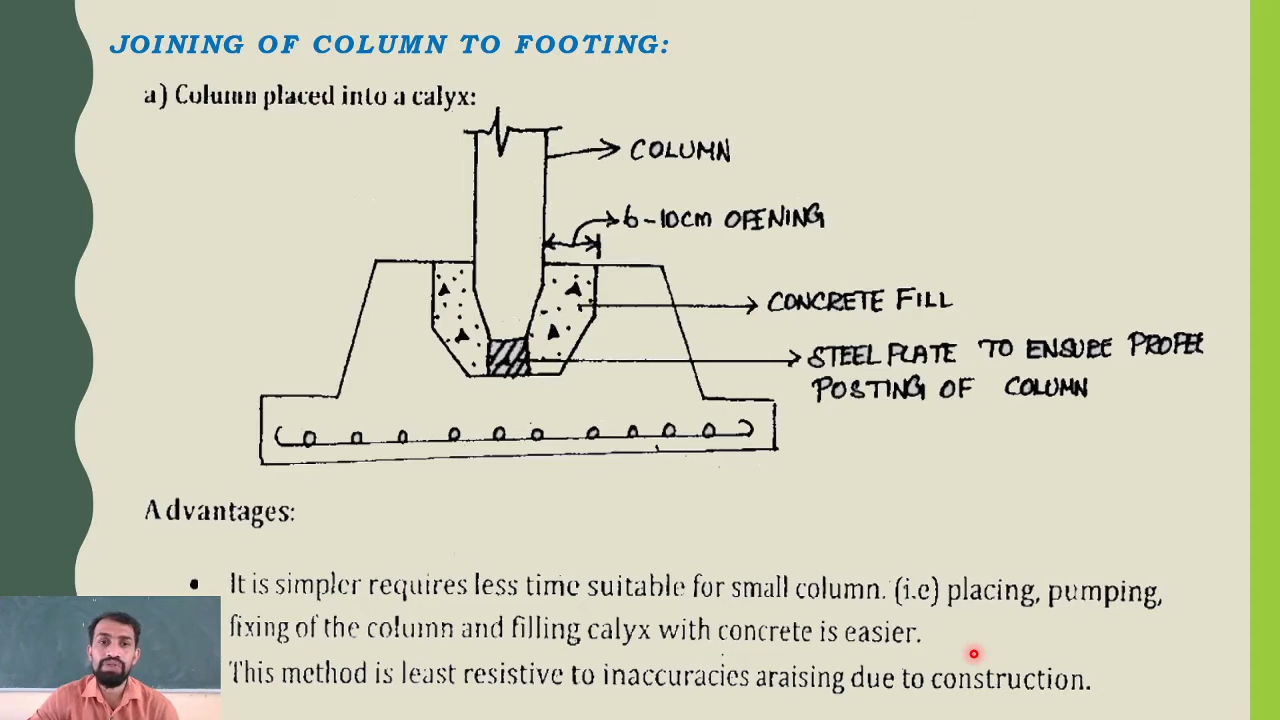 JOINING OF COLUMN TO FOOTING:
a) Column placed into a calyx:
COLUMN
6-10cm OPENING
CONCRETE FILL
STEEL PLATE TO ENSURE PROPER
POSTING OF COLUMN
Advantages:
• It is simpler requires less time suitable for small column. (i.e) placing, pumping,
fixing of the column and filling calyx with concrete is easier.
This method is least resistive to inaccuracies araising due to construction.